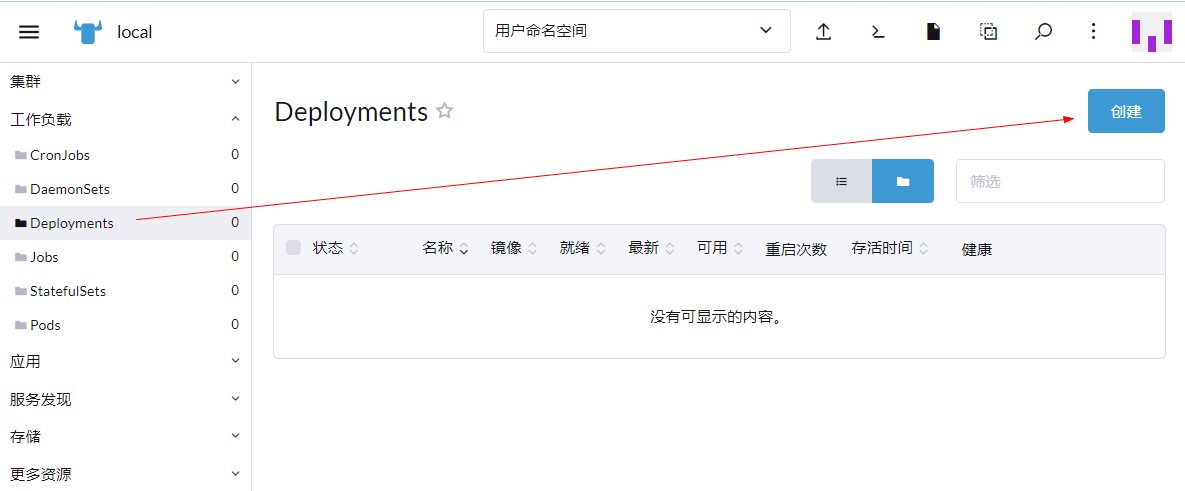 local
用户命名空间
集群
工作负载
CronJobs 0
DaemonSets 0
Deployments 0
Jobs 0
StatefulSets 0
Pods 0
应用
服务发现
存储
更多资源
Deployments
创建
筛选
状态 名称 镜像 就绪 最新 可用 重启次数 存活时间 健康
没有可显示的内容。